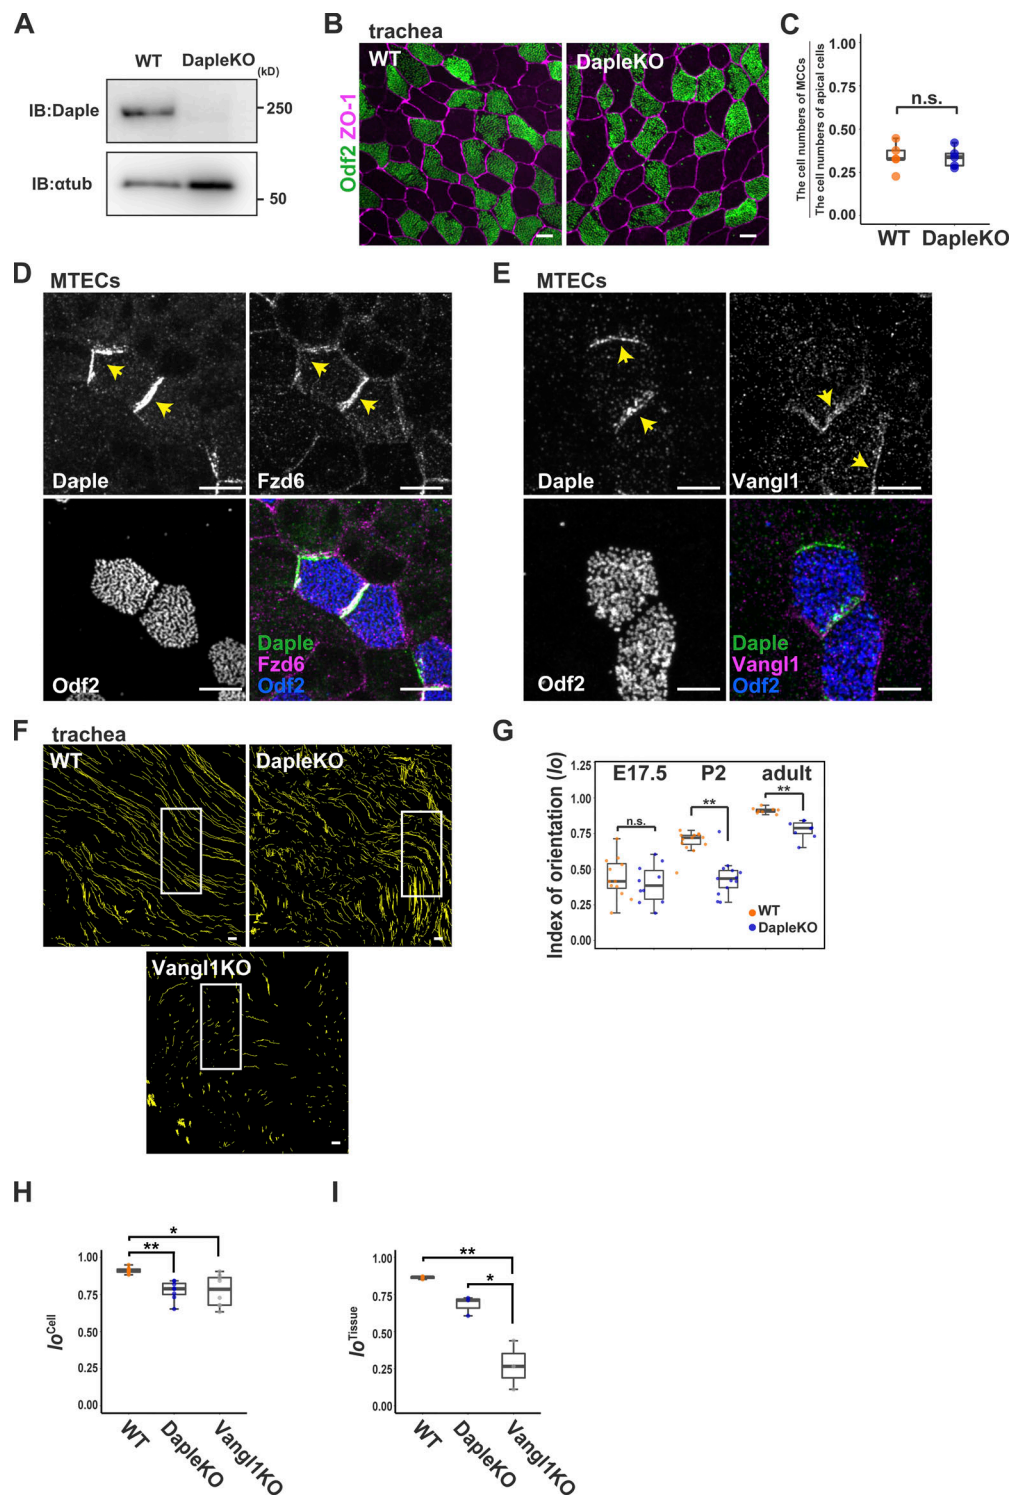 A
WT DapleKO
(kD)
IB:Daple
250
IB:αtub
50
B
trachea
WT
DapleKO
Odf2 ZO-1
C
The cell numbers of MCCs
The cell numbers of apical cells
1.00
0.75
0.50
0.25
0.00
n.s.
WT DapleKO
D
MTECs
Daple
Fzd6
Odf2
Daple
Fzd6
Odf2
E
MTECs
Daple
Vangl1
Odf2
Daple
Vangl1
Odf2
F
trachea
WT
DapleKO
Vangl1KO
G
Index of orientation (Io)
1.25
1.00
0.75
0.50
0.25
0.00
E17.5 P2 adult
n.s.
**
**
WT
DapleKO
H
Io Cell
1.00
0.75
0.50
0.25
0.00
*
**
WT
DapleKO
Vangl1KO
I
Io Tissue
1.00
0.75
0.50
0.25
0.00
**
*
WT
DapleKO
Vangl1KO